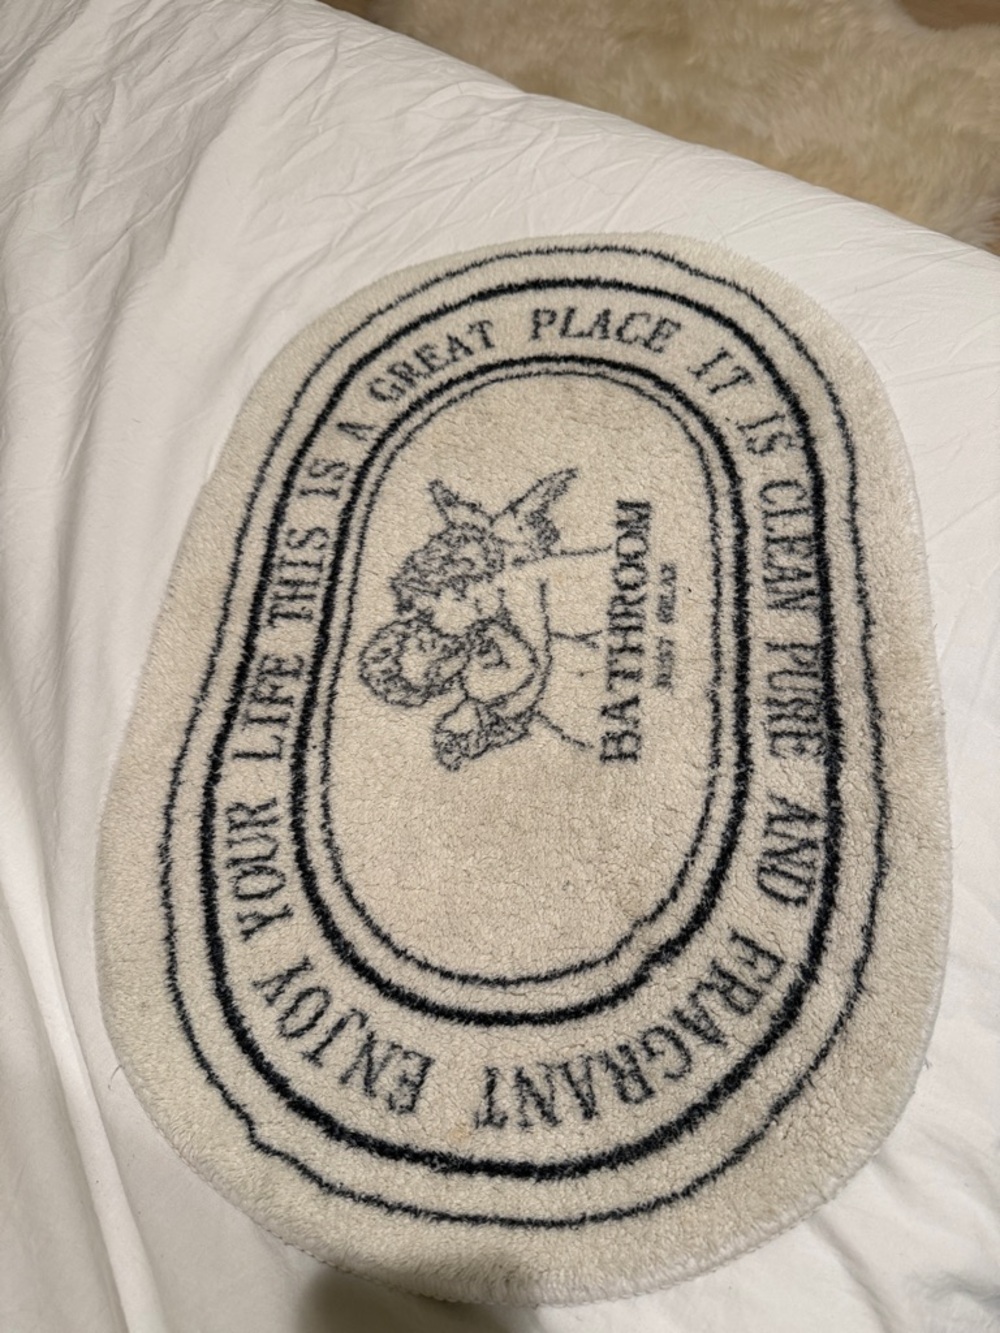 ENJOY YOUR LIFE THIS IS A GREAT PLACE IT IS CLEAN PURE AND FRAGRANT
BATHROOM